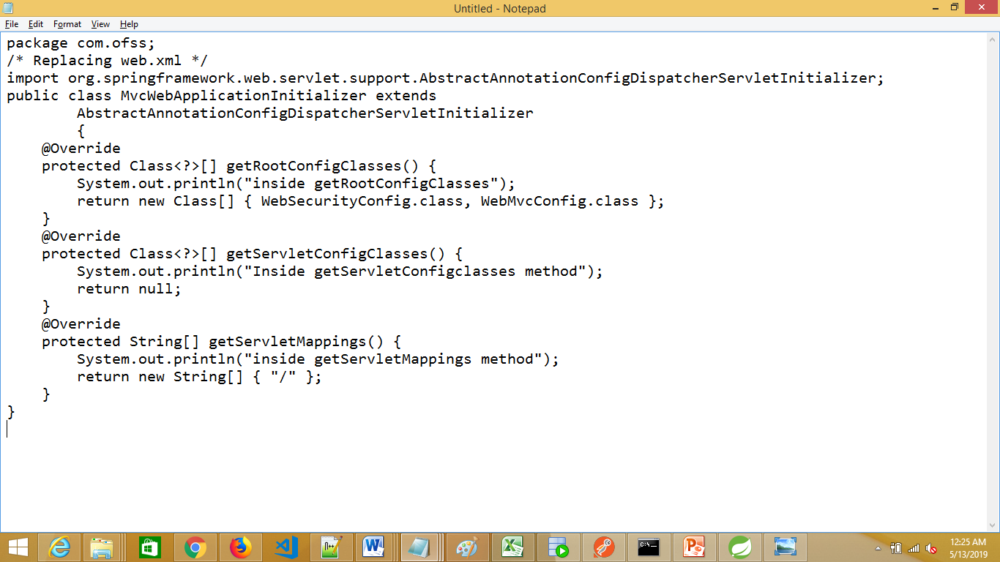 Untitled - Notepad
File Edit Format View Help
package com.ofss;
/* Replacing web.xml */
import org.springframework.web.servlet.support.AbstractAnnotationConfigDispatcherServletInitializer;
public class MvcWebApplicationInitializer extends
        AbstractAnnotationConfigDispatcherServletInitializer
        {
    @Override
    protected Class<?>[] getRootConfigClasses() {
        System.out.println("inside getRootConfigClasses");
        return new Class[] { WebSecurityConfig.class, WebMvcConfig.class };
    }
    @Override
    protected Class<?>[] getServletConfigClasses() {
        System.out.println("Inside getServletConfigclasses method");
        return null;
    }
    @Override
    protected String[] getServletMappings() {
        System.out.println("inside getServletMappings method");
        return new String[] { "/" };
    }
}
12:25 AM
5/13/2019